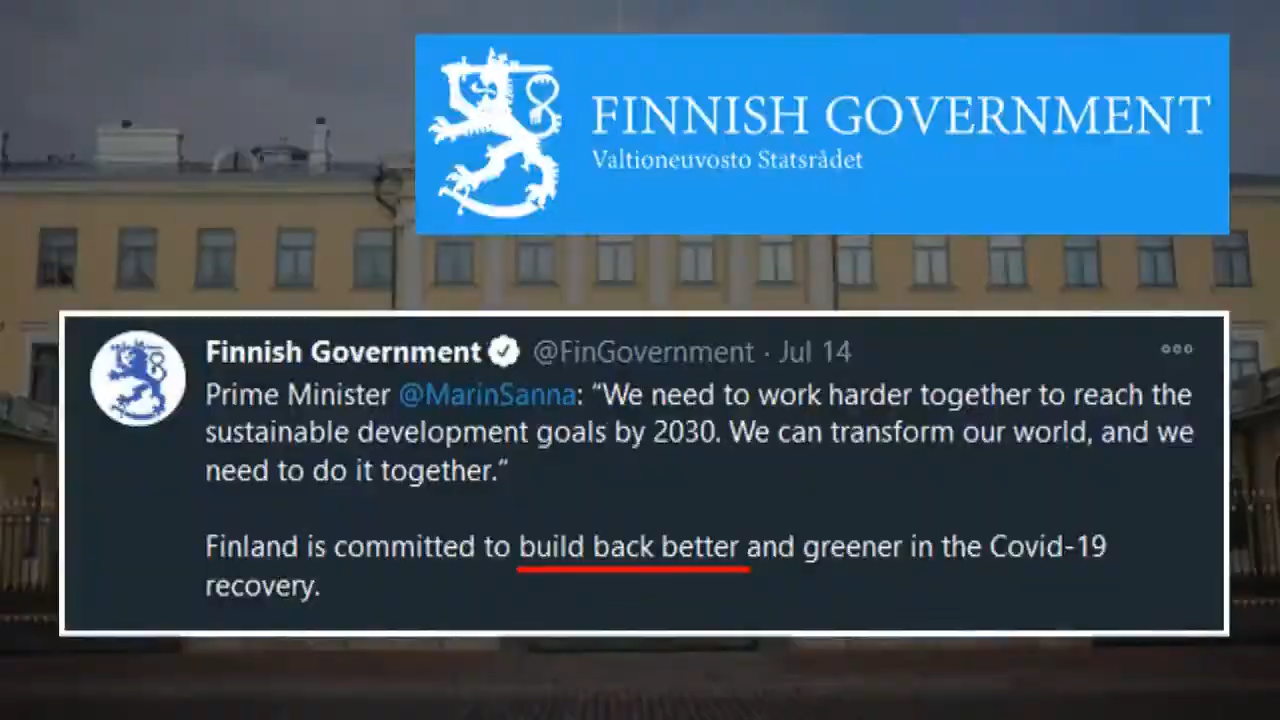 FINNISH GOVERNMENT
Valtioneuvosto Statsrådet
Finnish Government @FinGovernment · Jul 14
Prime Minister @MarinSanna: “We need to work harder together to reach the
sustainable development goals by 2030. We can transform our world, and we
need to do it together.”
Finland is committed to build back better and greener in the Covid-19
recovery.